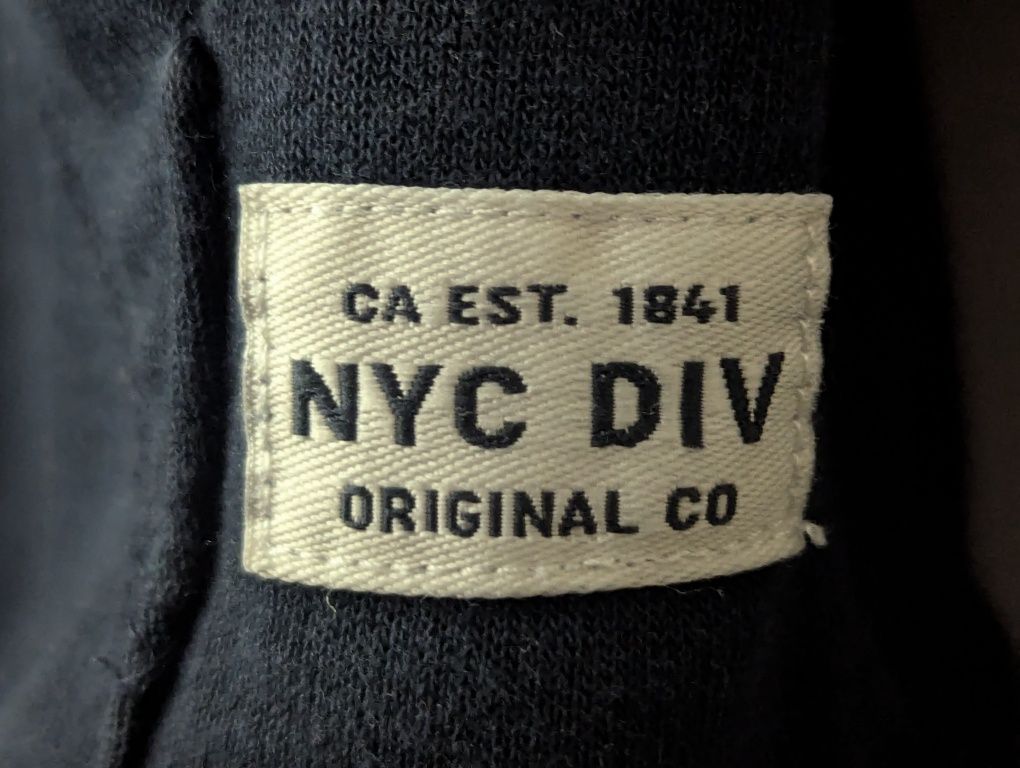 CA EST. 1841
NYC DIV
ORIGINAL CO